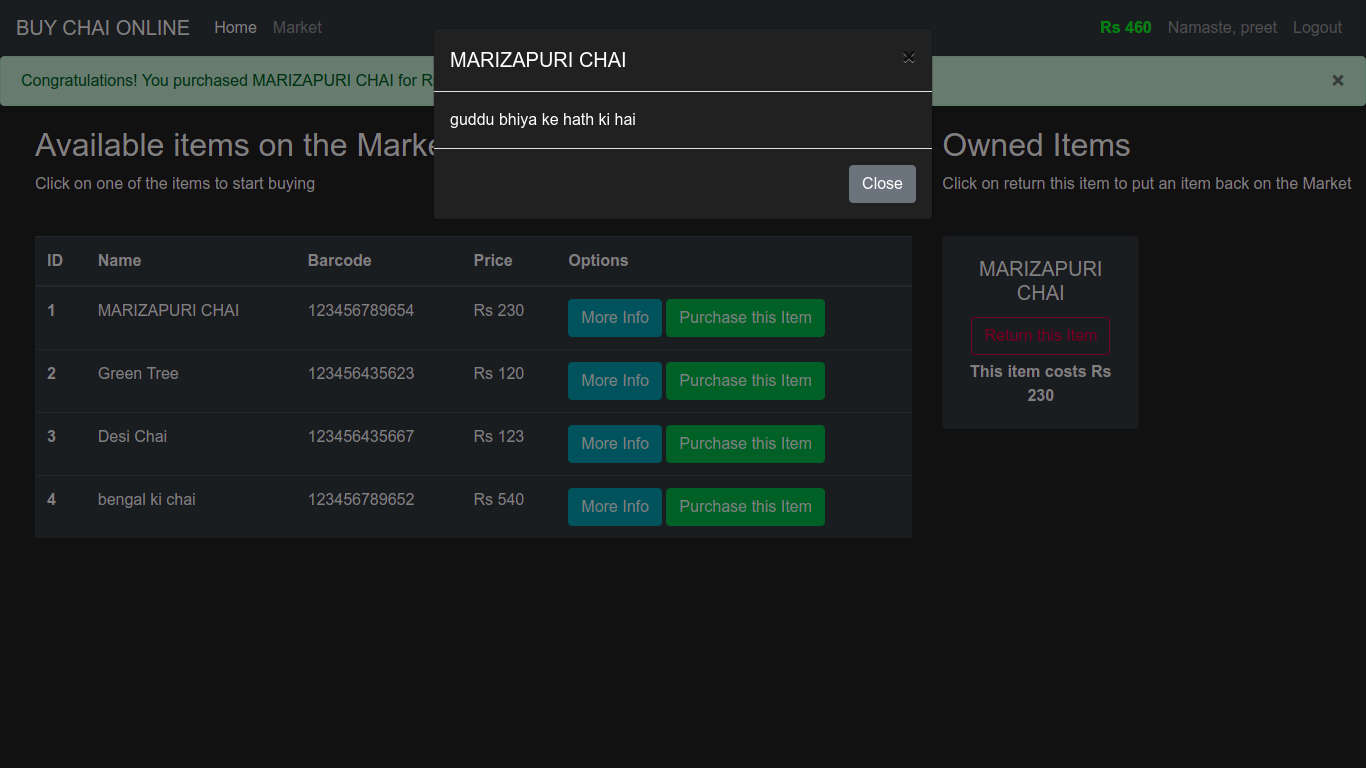 BUY CHAI ONLINE Home Market Rs 460 Namaste, preet Logout
MARIZAPURI CHAI ×
guddu bhiya ke hath ki hai
Close
Congratulations! You purchased MARIZAPURI CHAI for R ×
Available items on the Marke
Click on one of the items to start buying
ID Name Barcode Price Options
1 MARIZAPURI CHAI 123456789654 Rs 230 More Info Purchase this Item
2 Green Tree 123456435623 Rs 120 More Info Purchase this Item
3 Desi Chai 123456435667 Rs 123 More Info Purchase this Item
4 bengal ki chai 123456789652 Rs 540 More Info Purchase this Item
Owned Items
Click on return this item to put an item back on the Market
MARIZAPURI
CHAI
Return this Item
This item costs Rs
230